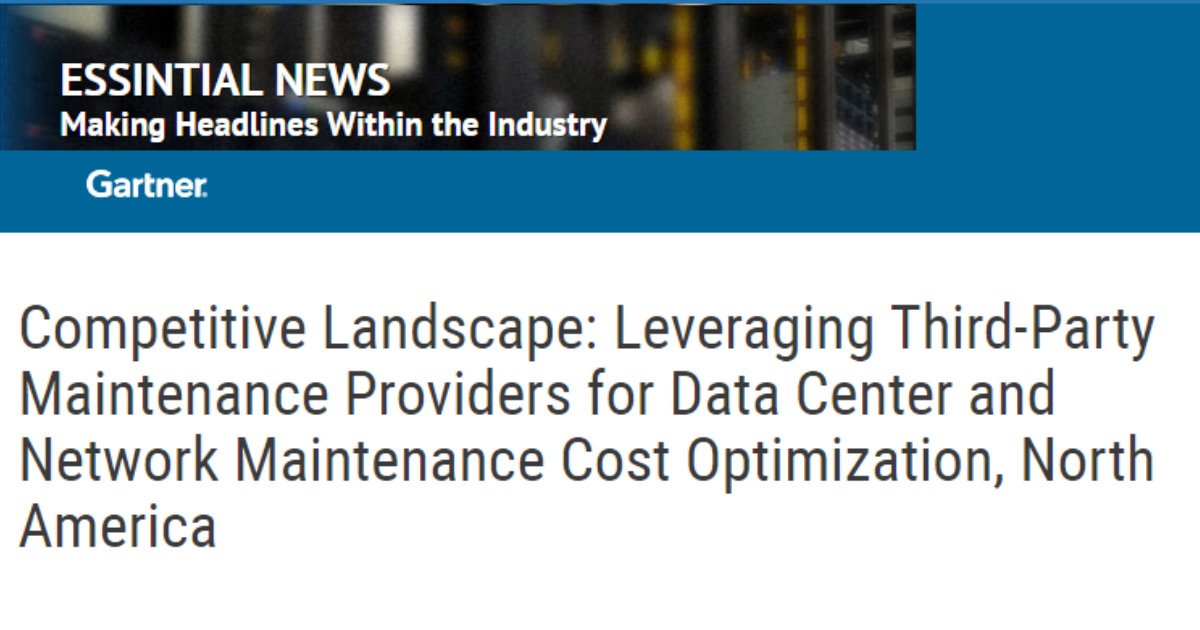 ESSINTIAL NEWS
Making Headlines Within the Industry
Gartner.
Competitive Landscape: Leveraging Third-Party
Maintenance Providers for Data Center and
Network Maintenance Cost Optimization, North
America